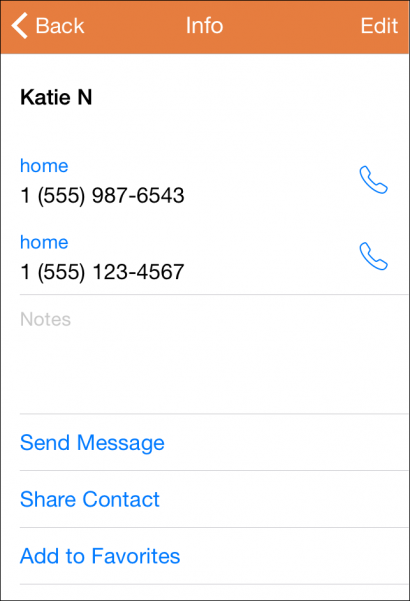 Back Info Edit
Katie N
home
1 (555) 987-6543
home
1 (555) 123-4567
Notes
Send Message
Share Contact
Add to Favorites